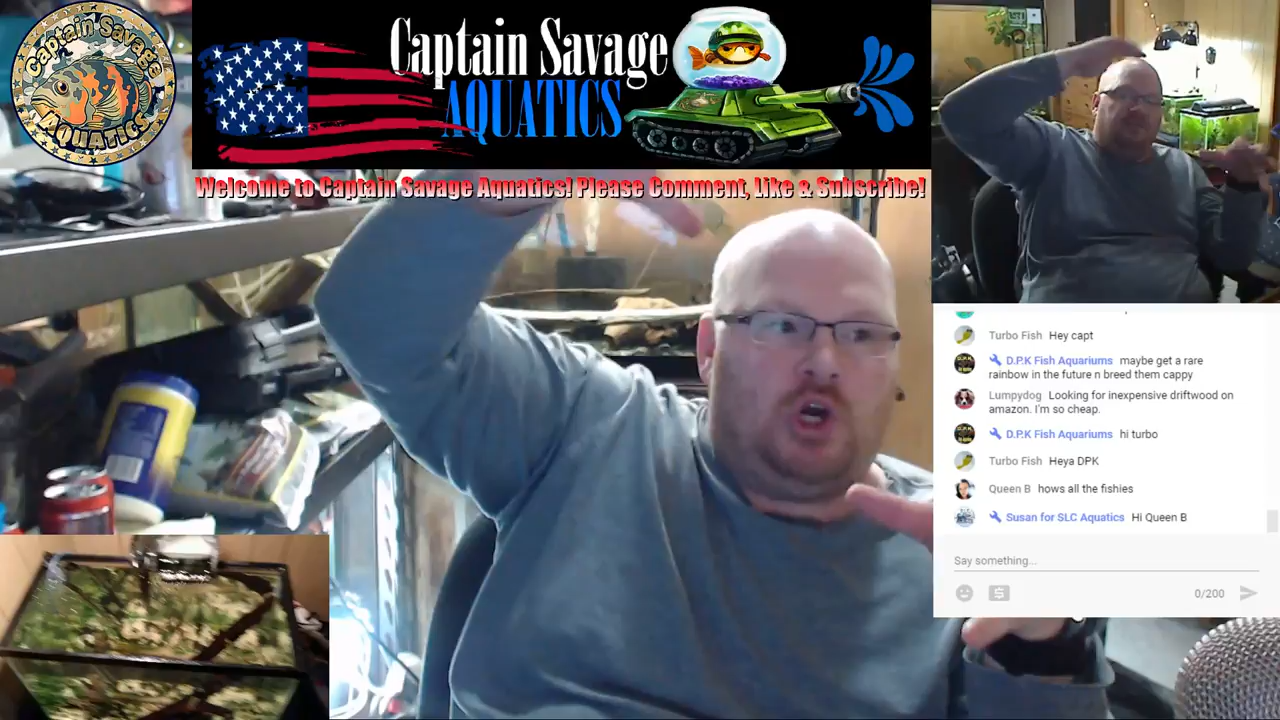 Captain Savage
AQUATICS
Captain Savage
AQUATICS
Welcome to Captain Savage Aquatics! Please Comment, Like & Subscribe!
Turbo Fish Hey capt
D.P.K Fish Aquariums maybe get a rare
rainbow in the future n breed them cappy
Lumpydog Looking for inexpensive driftwood on
amazon. I'm so cheap.
D.P.K Fish Aquariums hi turbo
Turbo Fish Heya DPK
Queen B hows all the fishies
Susan for SLC Aquatics Hi Queen B
Say something...
0/200